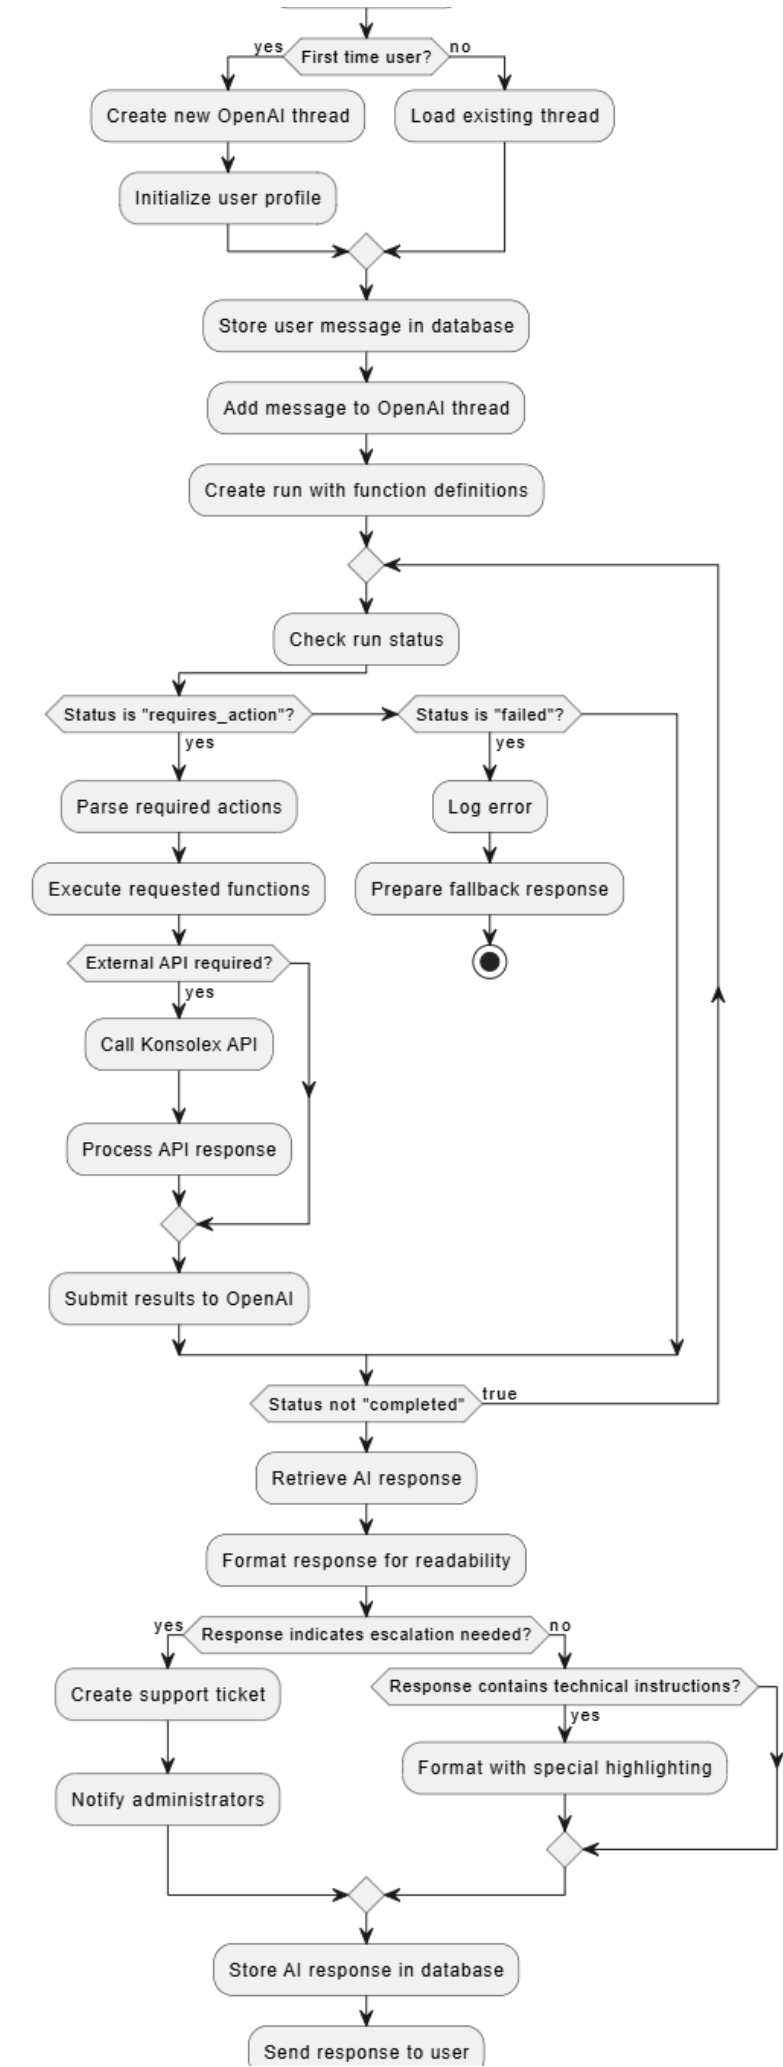 yes
First time user?
no
Create new OpenAI thread
Load existing thread
Initialize user profile
Store user message in database
Add message to OpenAI thread
Create run with function definitions
Check run status
Status is "requires_action"?
Status is "failed"?
yes
yes
Parse required actions
Log error
Execute requested functions
Prepare fallback response
External API required?
yes
Call Konsolex API
Process API response
Submit results to OpenAI
Status not "completed"
true
Retrieve AI response
Format response for readability
yes
Response indicates escalation needed?
no
Create support ticket
Response contains technical instructions?
yes
Format with special highlighting
Notify administrators
Store AI response in database
Send response to user